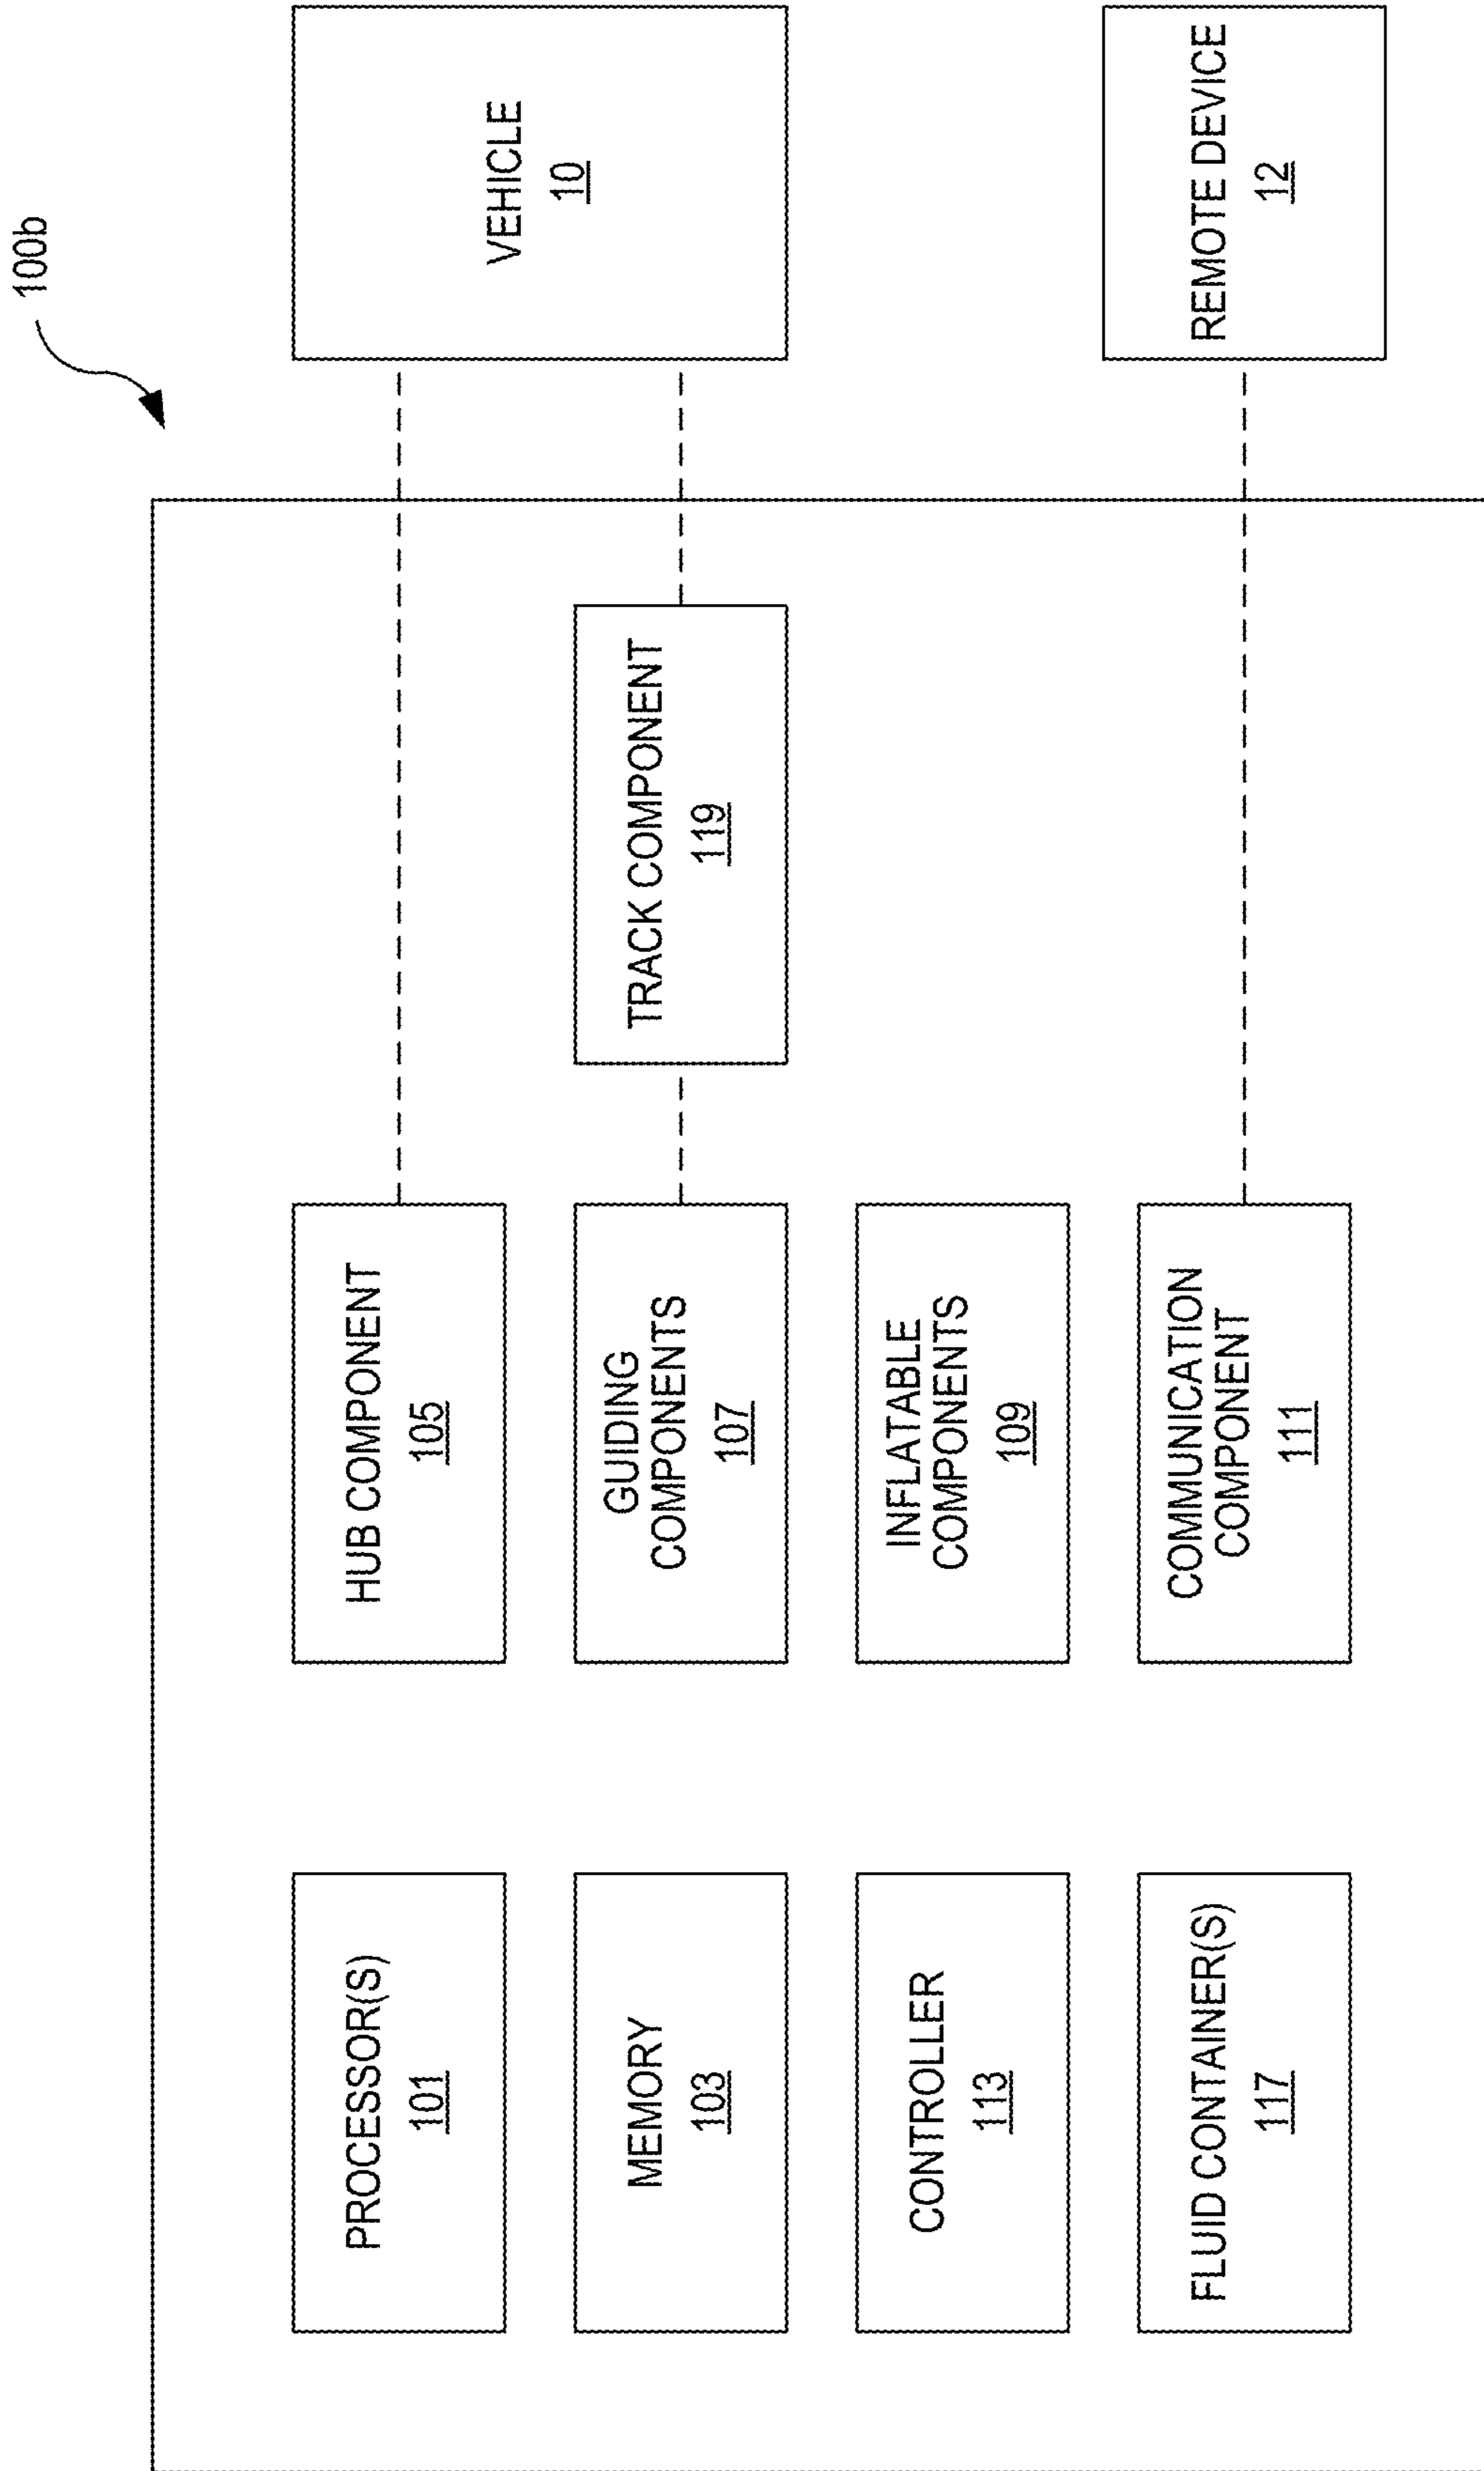 100b
PROCESSOR(S)
101
HUB COMPONENT
105
VEHICLE
10
MEMORY
103
GUIDING
COMPONENTS
107
TRACK COMPONENT
119
CONTROLLER
113
INFLATABLE
COMPONENTS
109
FLUID CONTAINER(S)
117
COMMUNICATION
COMPONENT
111
REMOTE DEVICE
12